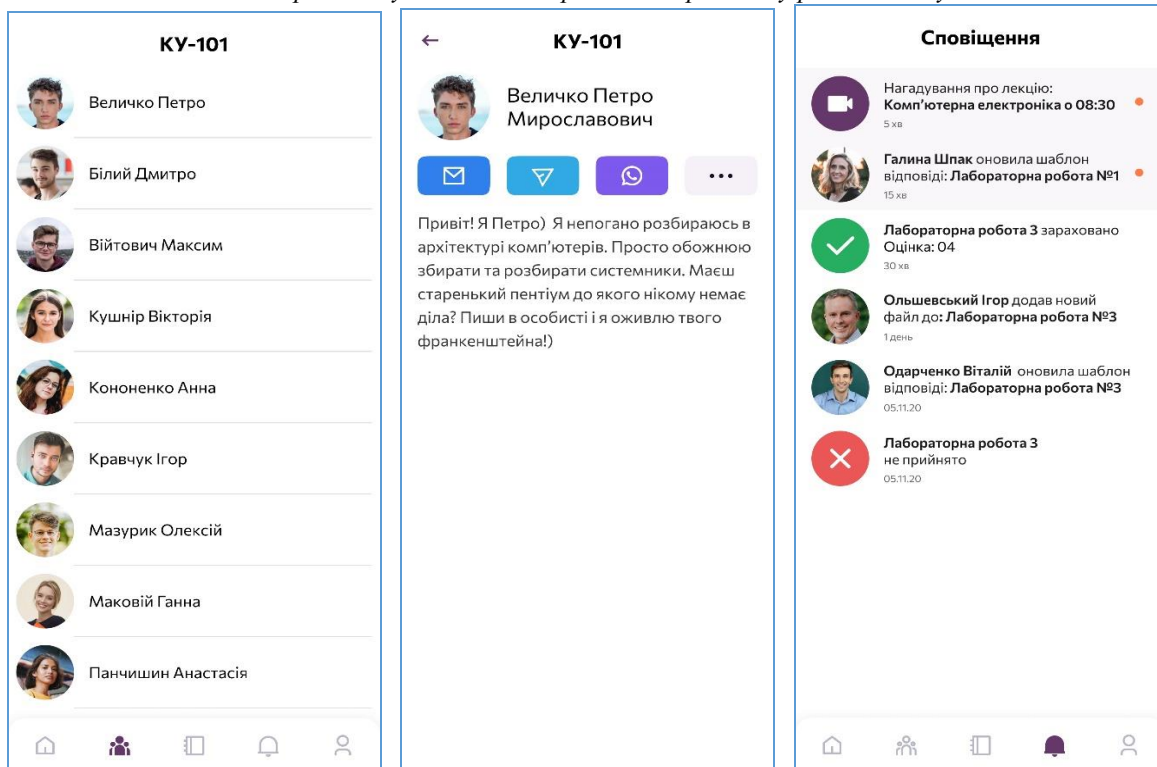 КУ-101
Величко Петро
Білий Дмитро
Війтович Максим
Кушнір Вікторія
Кононенко Анна
Кравчук Ігор
Мазурик Олексій
Маковій Ганна
Панчишин Анастасія
КУ-101
Величко Петро
Мирославович
Привіт! Я Петро) Я непогано розбираюсь в
архітектурі комп’ютерів. Просто обожнюю
збирати та розбирати системники. Маєш
старенький пентіум до якого нікому немає
діла? Пиши в особисті і я оживлю твого
франкенштейна!)
Сповіщення
Нагадування про лекцію:
Комп’ютерна електроніка о 08:30
5 хв
Галина Шпак оновила шаблон
відповіді: Лабораторна робота №1
15 хв
Лабораторна робота 3 зараховано
Оцінка: 04
30 хв
Ольшевський Ігор додав новий
файл до: Лабораторна робота №3
1 день
Одарченко Віталій оновила шаблон
відповіді: Лабораторна робота №3
05.11.20
Лабораторна робота 3
не прийнято
05.11.20